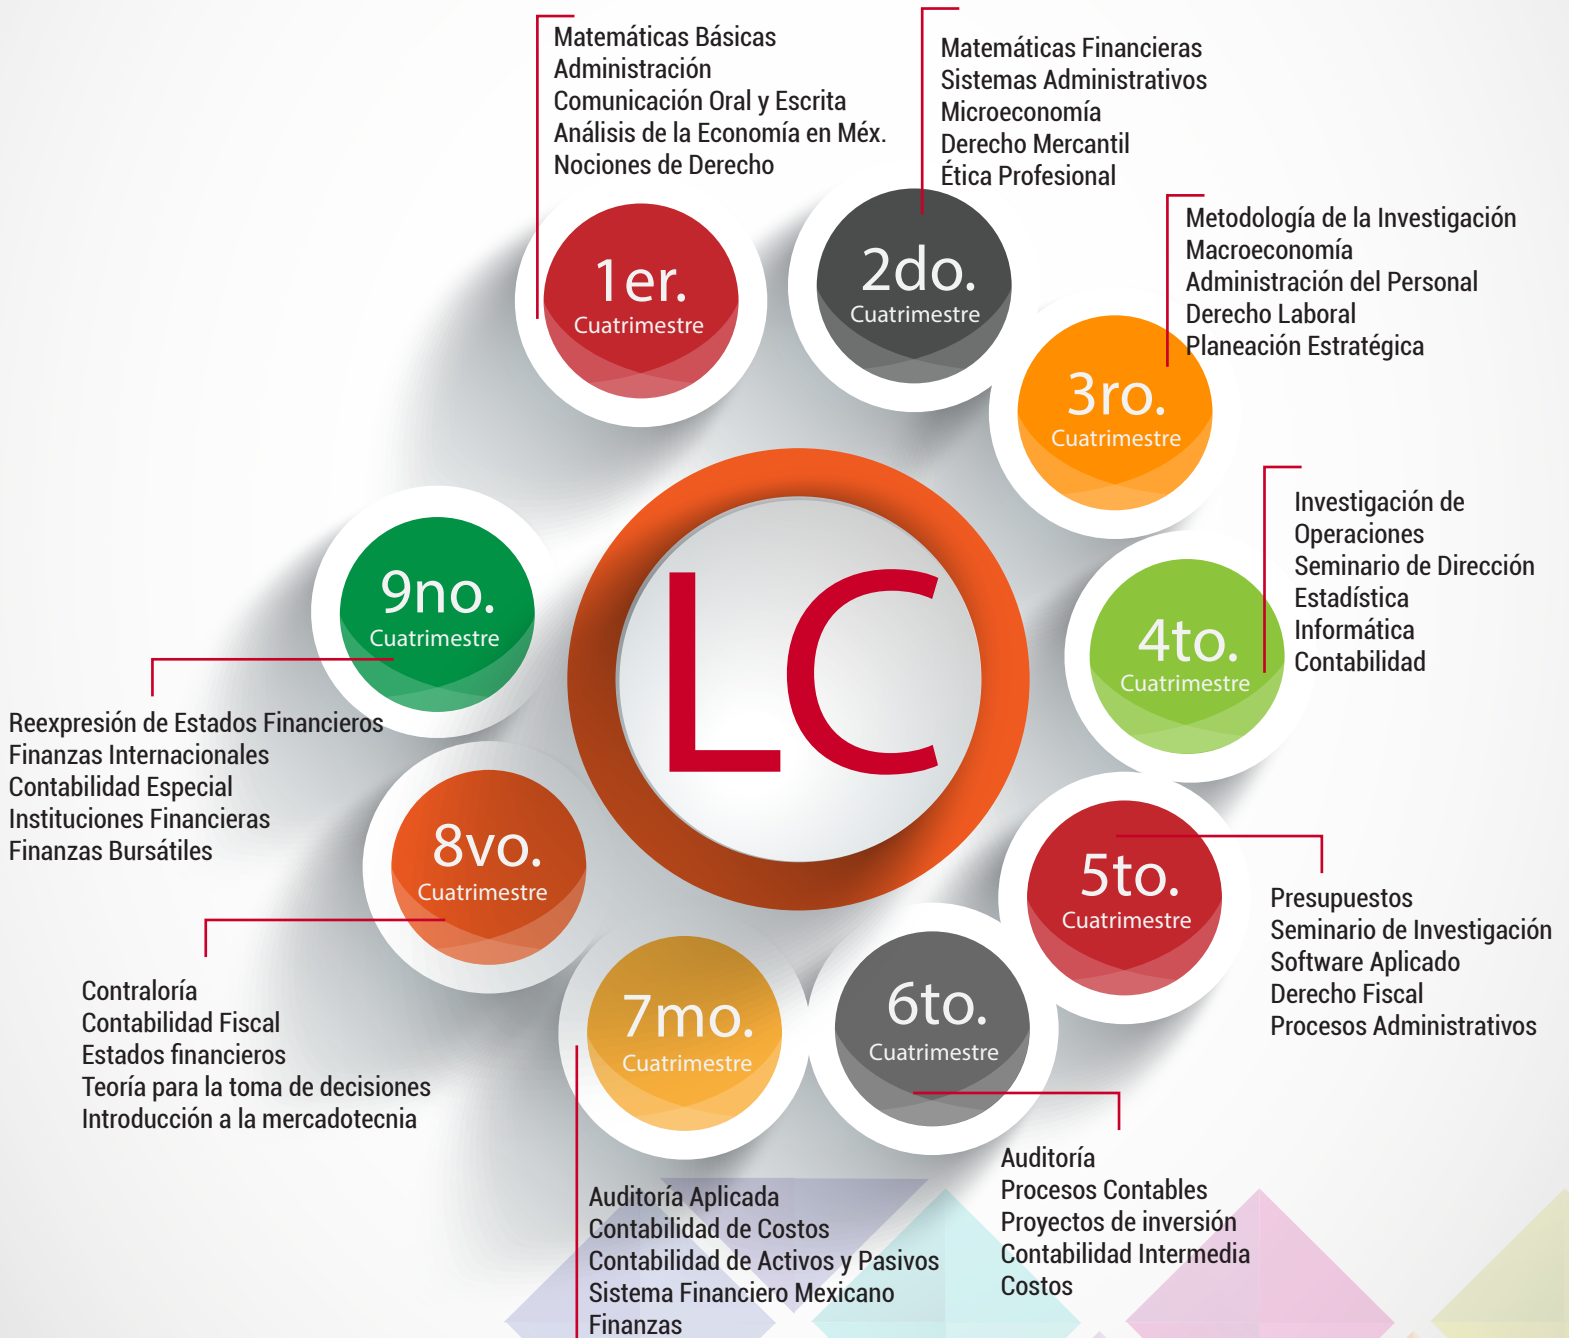 Matemáticas Básicas
Administración
Comunicación Oral y Escrita
Análisis de la Economía en Méx.
Nociones de Derecho
1er.
Cuatrimestre
Matemáticas Financieras
Sistemas Administrativos
Microeconomía
Derecho Mercantil
Ética Profesional
2do.
Cuatrimestre
Metodología de la Investigación
Macroeconomía
Administración del Personal
Derecho Laboral
Planeación Estratégica
3ro.
Cuatrimestre
Investigación de
Operaciones
Seminario de Dirección
Estadística
Informática
Contabilidad
4to.
Cuatrimestre
LC
5to.
Cuatrimestre
Presupuestos
Seminario de Investigación
Software Aplicado
Derecho Fiscal
Procesos Administrativos
6to.
Cuatrimestre
Auditoría
Procesos Contables
Proyectos de inversión
Contabilidad Intermedia
Costos
7mo.
Cuatrimestre
Auditoría Aplicada
Contabilidad de Costos
Contabilidad de Activos y Pasivos
Sistema Financiero Mexicano
Finanzas
8vo.
Cuatrimestre
Contraloría
Contabilidad Fiscal
Estados financieros
Teoría para la toma de decisiones
Introducción a la mercadotecnia
9no.
Cuatrimestre
Reexpresión de Estados Financieros
Finanzas Internacionales
Contabilidad Especial
Instituciones Financieras
Finanzas Bursátiles